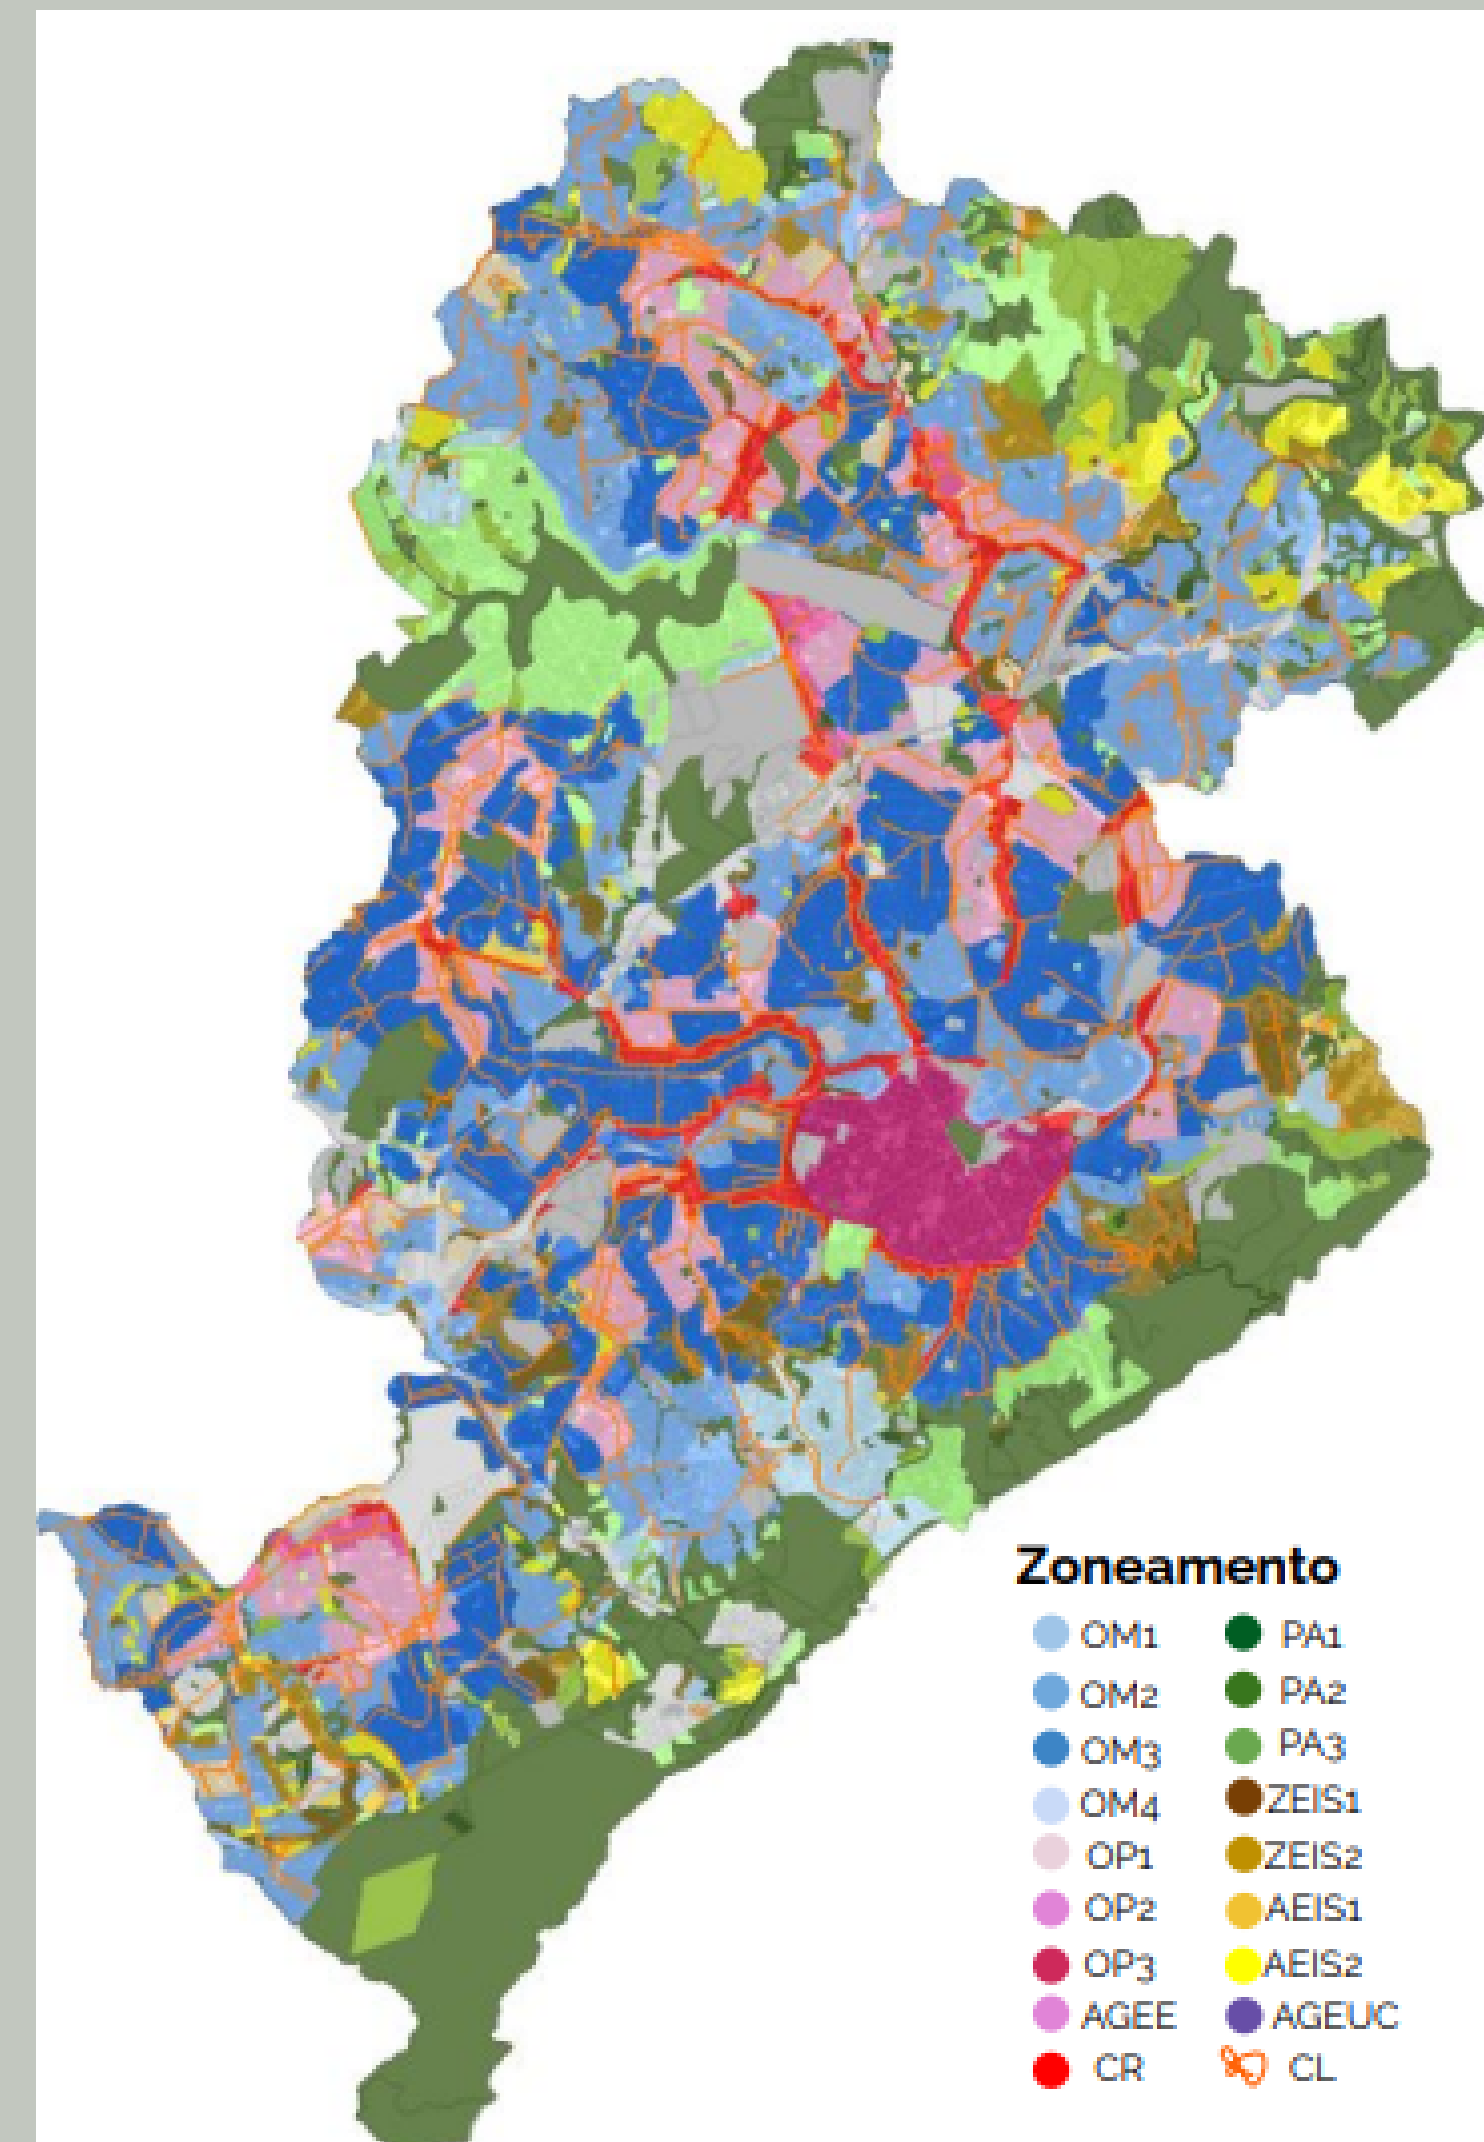 Zoneamento
OM1 PA1
OM2 PA2
OM3 PA3
OM4 ZEIS1
OP1 ZEIS2
OP2 AEIS1
OP3 AEIS2
AGEE AGEUC
CR CL